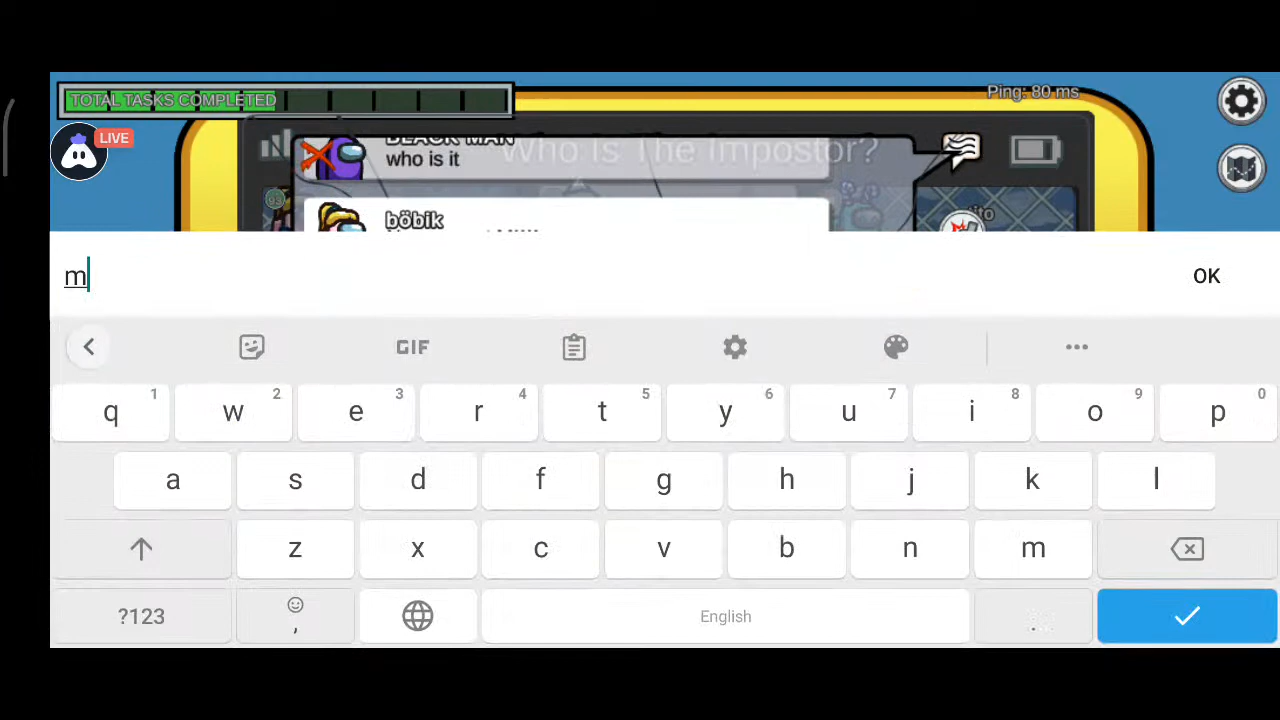 TOTAL TASKS COMPLETED
Ping: 80 ms
LIVE
BLACK MAN
who is it
Who Is The Impostor?
böbik
m
OK
GIF
1 2 3 4 5 6 7 8 9 0
q w e r t y u i o p
a s d f g h j k l
z x c v b n m
?123
,
English
.